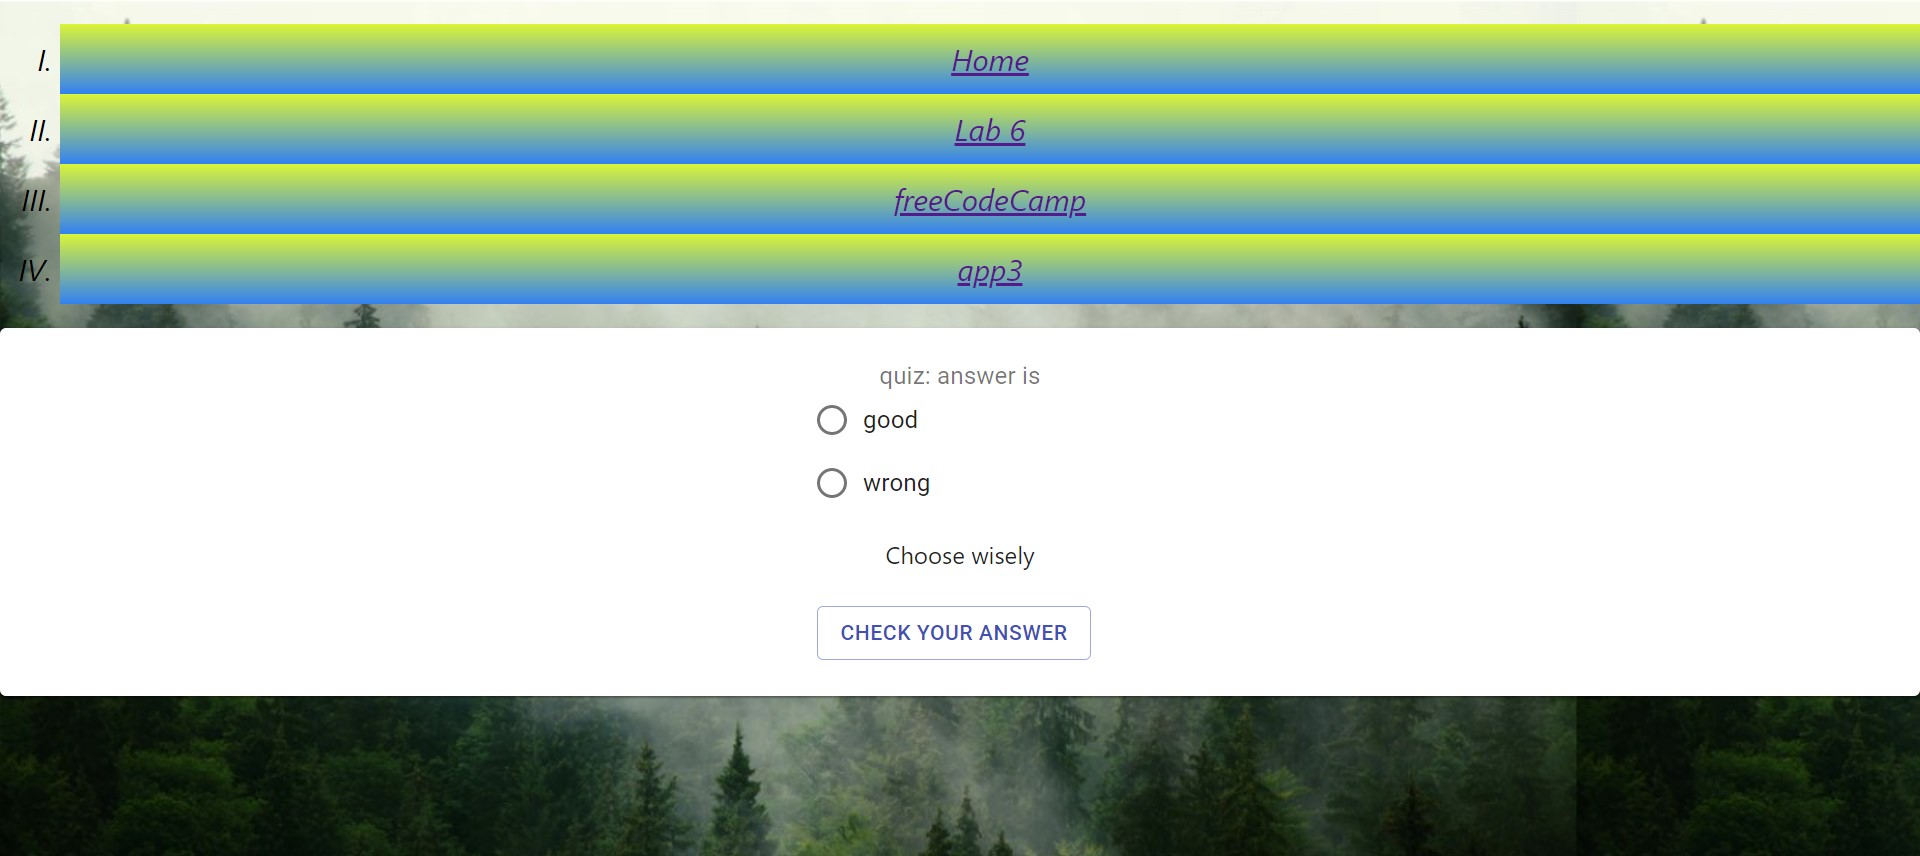 I. Home
II. Lab 6
III. freeCodeCamp
IV. app3
quiz: answer is
good
wrong
Choose wisely
CHECK YOUR ANSWER